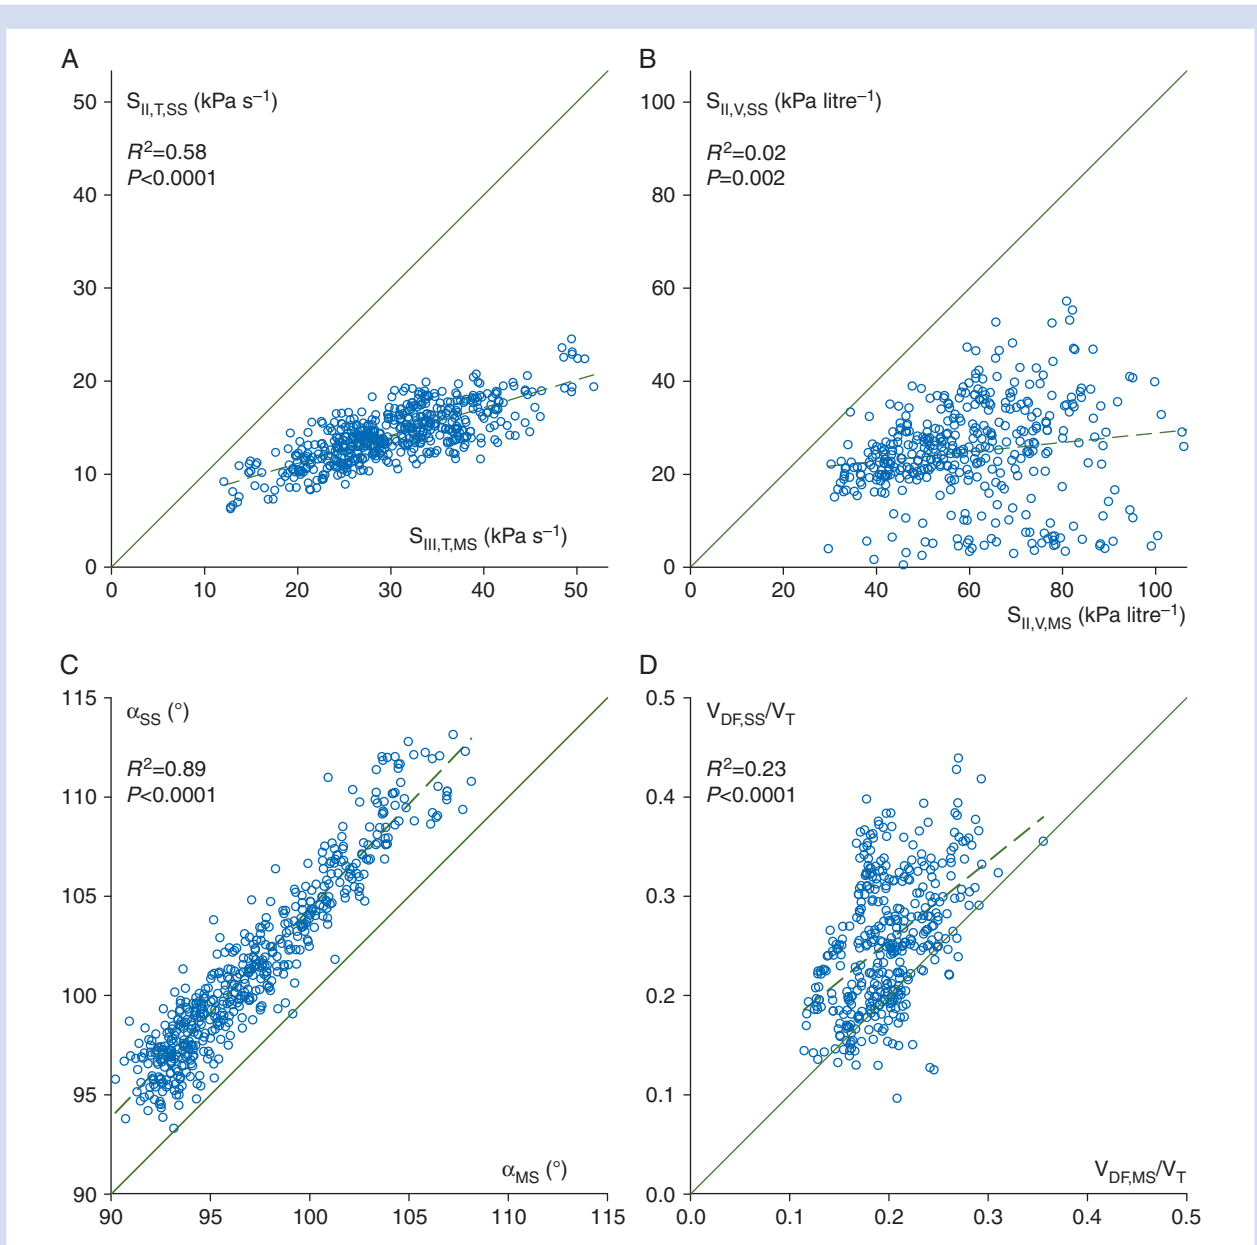 A
S_II,T,SS (kPa s⁻¹)
R²=0.58
P<0.0001
50
40
30
20
10
0
0 10 20 30 40 50
S_III,T,MS (kPa s⁻¹)
B
S_II,V,SS (kPa litre⁻¹)
R²=0.02
P=0.002
100
80
60
40
20
0
0 20 40 60 80 100
S_II,V,MS (kPa litre⁻¹)
C
115
α_SS (°)
R²=0.89
P<0.0001
110
105
100
95
90
α_MS (°)
90 95 100 105 110 115
D
0.5
V_DF,SS/V_T
R²=0.23
P<0.0001
0.4
0.3
0.2
0.1
0.0
V_DF,MS/V_T
0.0 0.1 0.2 0.3 0.4 0.5